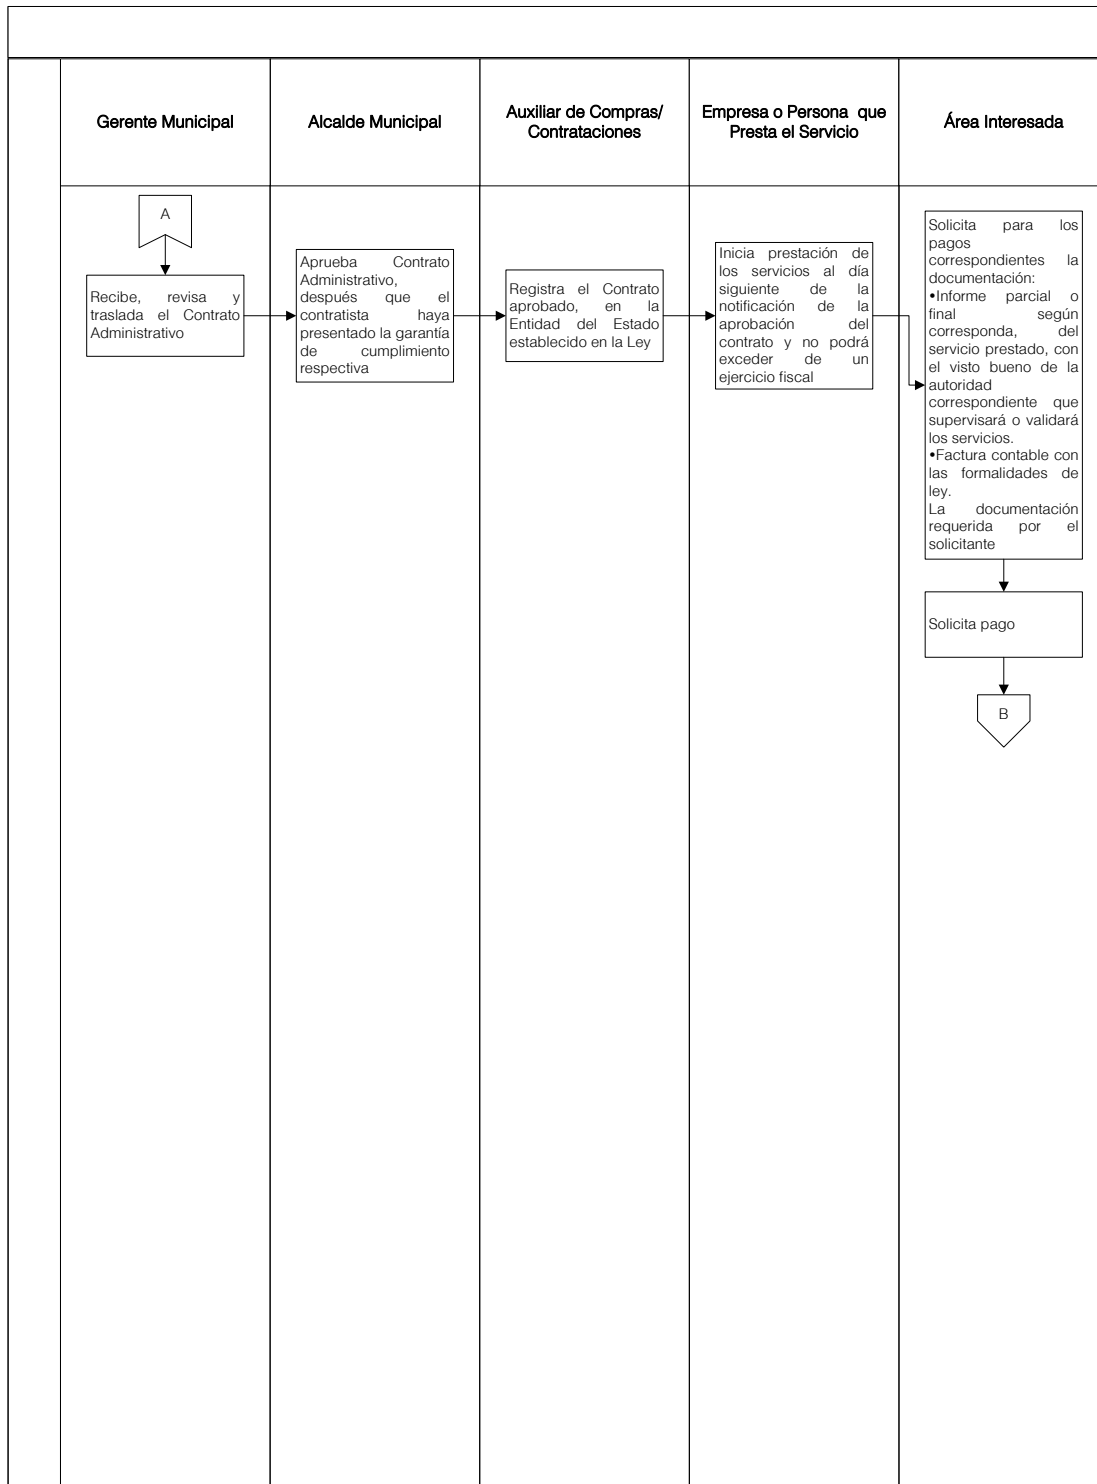 Gerente Municipal
Alcalde Municipal
Auxiliar de Compras/
Contrataciones
Empresa o Persona que
Presta el Servicio
Área Interesada
A
Recibe, revisa y
traslada el Contrato
Administrativo
Aprueba Contrato
Administrativo,
después que el
contratista haya
presentado la garantía
de cumplimiento
respectiva
Registra el Contrato
aprobado, en la
Entidad del Estado
establecido en la Ley
Inicia prestación de
los servicios al día
siguiente de la
notificación de la
aprobación del
contrato y no podrá
exceder de un
ejercicio fiscal
Solicita para los
pagos
correspondientes la
documentación:
•Informe parcial o
final según
corresponda, del
servicio prestado, con
el visto bueno de la
autoridad
correspondiente que
supervisará o validará
los servicios.
•Factura contable con
las formalidades de
ley.
La documentación
requerida por el
solicitante
Solicita pago
B